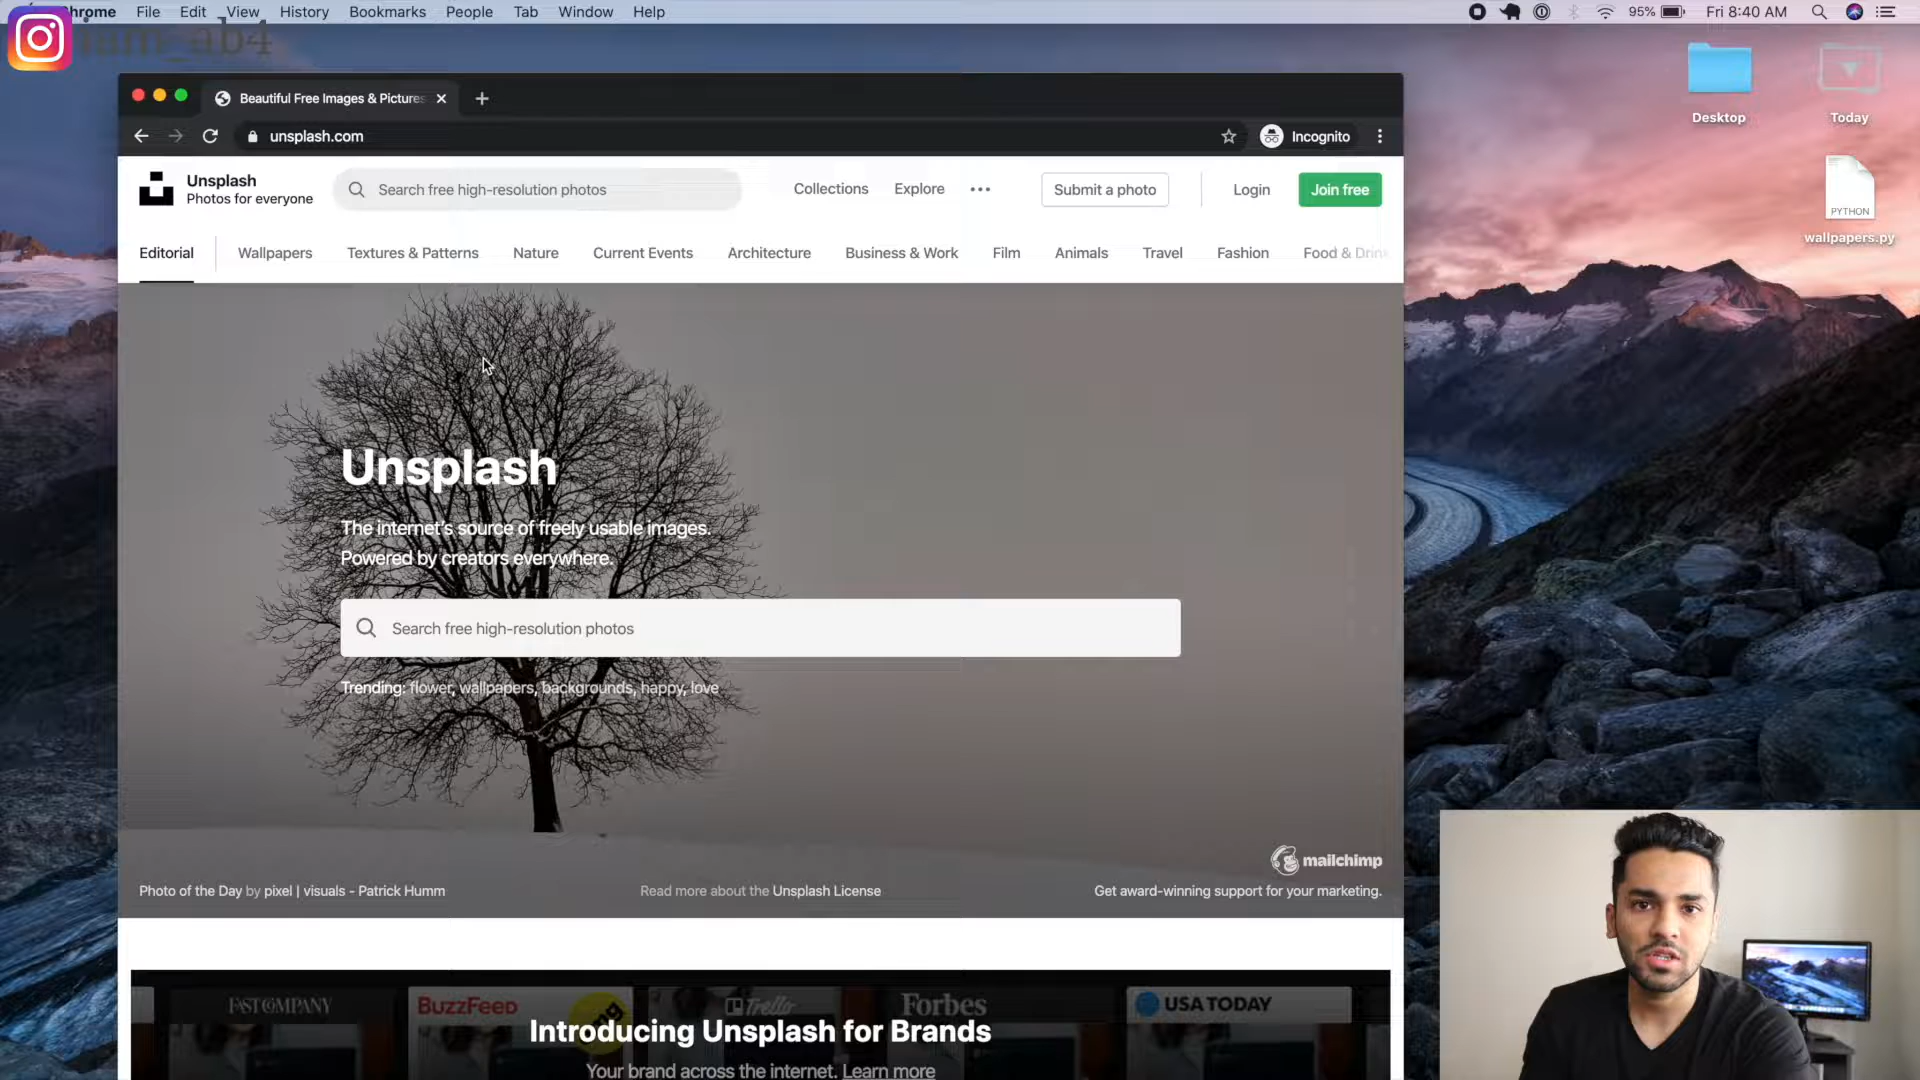 Chrome File Edit View History Bookmarks People Tab Window Help
95% Fri 8:40 AM
Beautiful Free Images & Pictures
Desktop
Today
unsplash.com
Incognito
Unsplash
Photos for everyone
Search free high-resolution photos
Collections Explore
Submit a photo
Login
Join free
PYTHON
wallpapers.py
Editorial Wallpapers Textures & Patterns Nature Current Events Architecture Business & Work Film Animals Travel Fashion Food & Drink
Unsplash
The internet's source of freely usable images.
Powered by creators everywhere.
Search free high-resolution photos
Trending: flower, wallpapers, backgrounds, happy, love
mailchimp
Photo of the Day by pixel | visuals - Patrick Humm
Read more about the Unsplash License
Get award-winning support for your marketing.
FAST COMPANY
BuzzFeed
Trello
Forbes
USA TODAY
Introducing Unsplash for Brands
Your brand across the internet. Learn more